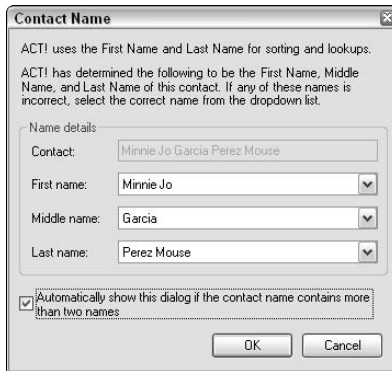 Contact Name
ACT! uses the First Name and Last Name for sorting and lookups.
ACT! has determined the following to be the First Name, Middle
Name, and Last Name of this contact. If any of these names is
incorrect, select the correct name from the dropdown list.
Name details
Contact: Minnie Jo Garcia Perez Mouse
First name: Minnie Jo
Middle name: Garcia
Last name: Perez Mouse
Automatically show this dialog if the contact name contains more
than two names
OK Cancel